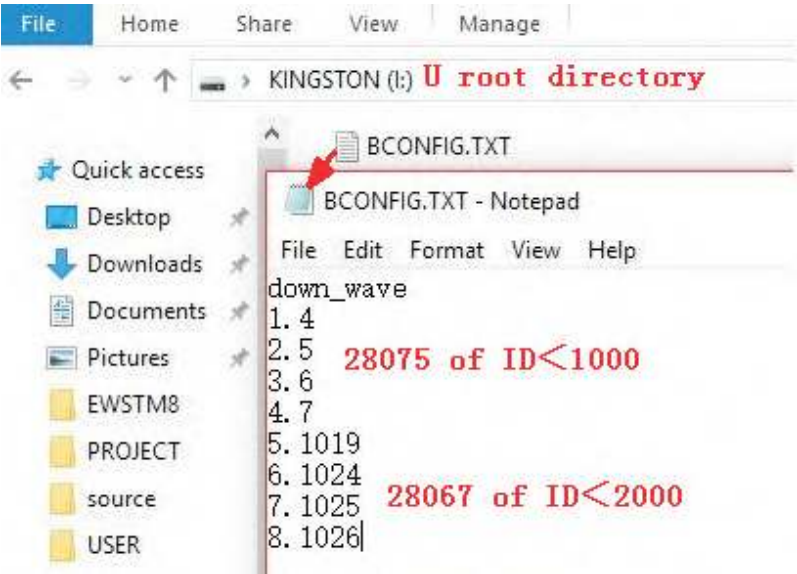 File Home Share View Manage
KINGSTON (I:) U root directory
BCONFIG.TXT
Quick access
Desktop
Downloads
Documents
Pictures
EWSTM8
PROJECT
source
USER
BCONFIG.TXT - Notepad
File Edit Format View Help
down_wave
1.4
2.5
3.6
4.7
28075 of ID<1000
5.1019
6.1024
7.1025
8.1026
28067 of ID<2000